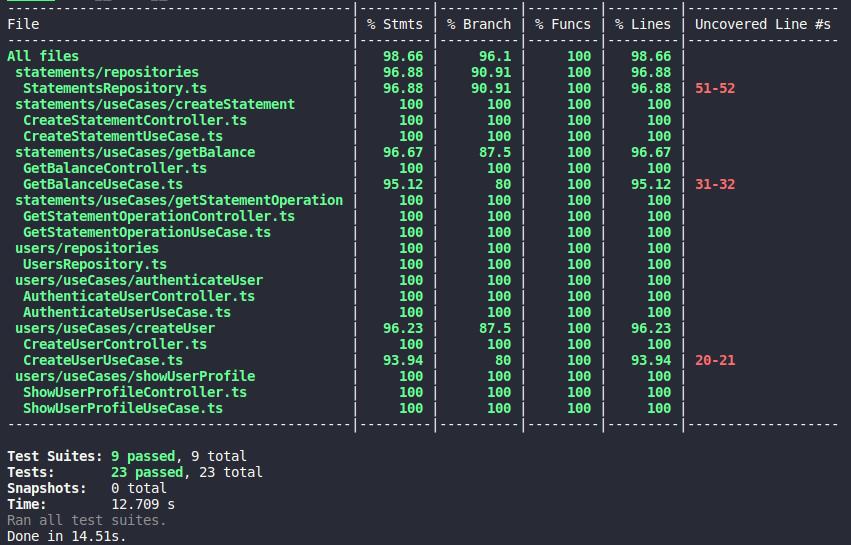 -------------------------------------------|---------|----------|---------|---------|-------------------
File                                       | % Stmts | % Branch | % Funcs | % Lines | Uncovered Line #s
-------------------------------------------|---------|----------|---------|---------|-------------------
All files                                  |   98.66 |     96.1 |     100 |   98.66 |
 statements/repositories                   |   96.88 |    90.91 |     100 |   96.88 |
  StatementsRepository.ts                  |   96.88 |    90.91 |     100 |   96.88 | 51-52
 statements/useCases/createStatement       |     100 |      100 |     100 |     100 |
  CreateStatementController.ts             |     100 |      100 |     100 |     100 |
  CreateStatementUseCase.ts                |     100 |      100 |     100 |     100 |
 statements/useCases/getBalance            |   96.67 |     87.5 |     100 |   96.67 |
  GetBalanceController.ts                  |     100 |      100 |     100 |     100 |
  GetBalanceUseCase.ts                     |   95.12 |       80 |     100 |   95.12 | 31-32
 statements/useCases/getStatementOperation |     100 |      100 |     100 |     100 |
  GetStatementOperationController.ts       |     100 |      100 |     100 |     100 |
  GetStatementOperationUseCase.ts          |     100 |      100 |     100 |     100 |
 users/repositories                        |     100 |      100 |     100 |     100 |
  UsersRepository.ts                       |     100 |      100 |     100 |     100 |
 users/useCases/authenticateUser           |     100 |      100 |     100 |     100 |
  AuthenticateUserController.ts            |     100 |      100 |     100 |     100 |
  AuthenticateUserUseCase.ts               |     100 |      100 |     100 |     100 |
 users/useCases/createUser                 |   96.23 |     87.5 |     100 |   96.23 |
  CreateUserController.ts                  |     100 |      100 |     100 |     100 |
  CreateUserUseCase.ts                     |   93.94 |       80 |     100 |   93.94 | 20-21
 users/useCases/showUserProfile            |     100 |      100 |     100 |     100 |
  ShowUserProfileController.ts             |     100 |      100 |     100 |     100 |
  ShowUserProfileUseCase.ts                |     100 |      100 |     100 |     100 |
-------------------------------------------|---------|----------|---------|---------|-------------------
Test Suites: 9 passed, 9 total
Tests:       23 passed, 23 total
Snapshots:   0 total
Time:        12.709 s
Ran all test suites.
Done in 14.51s.